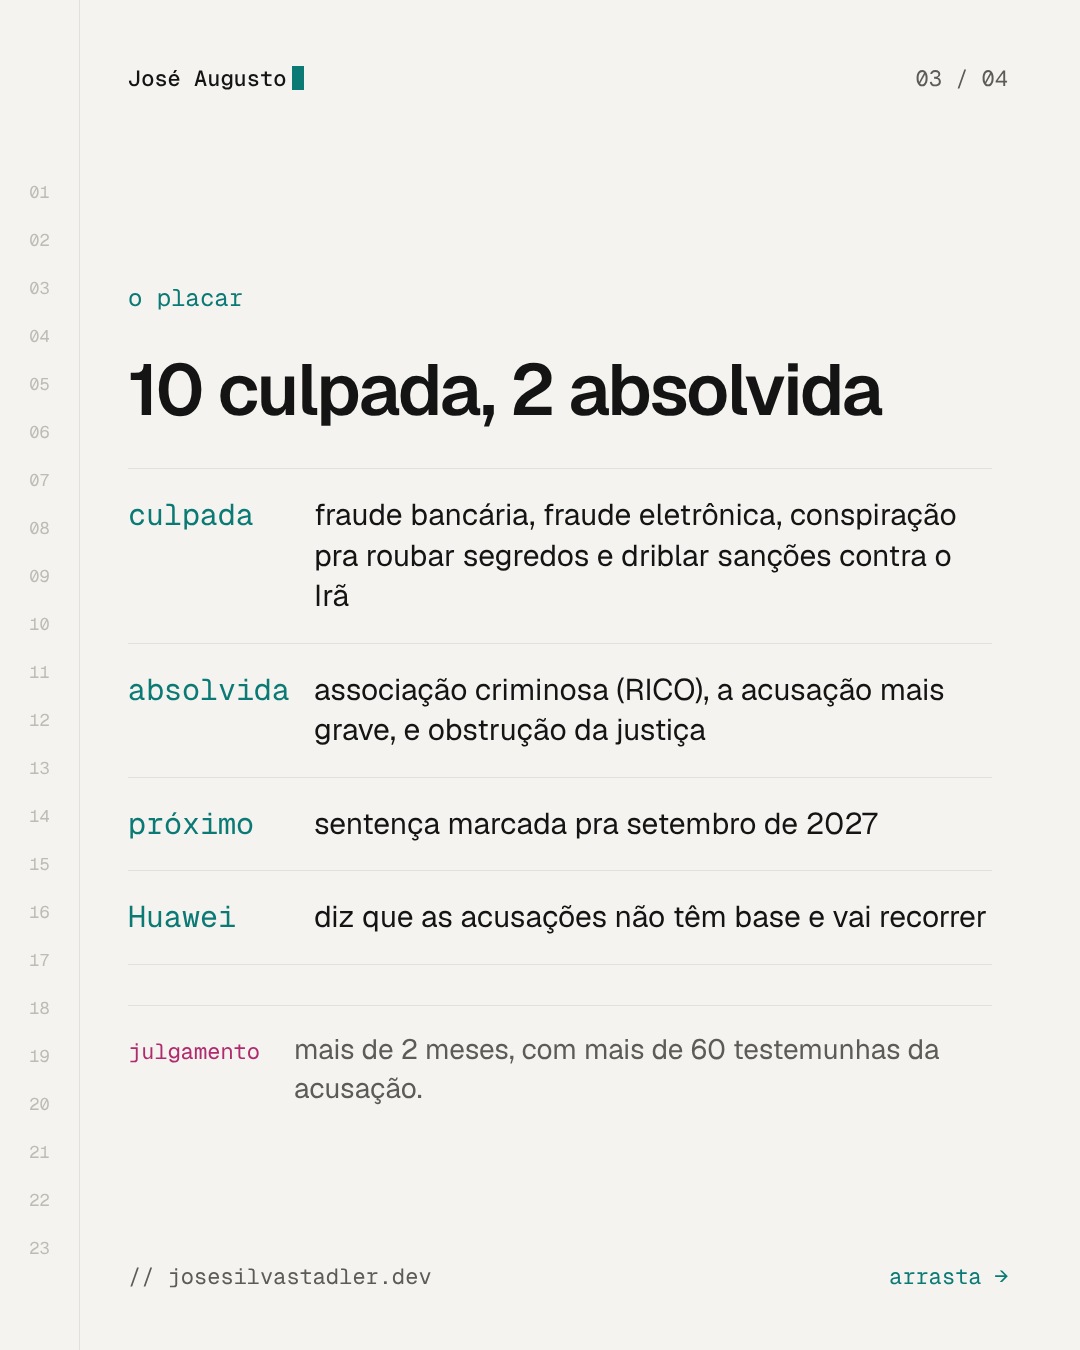 José Augusto
03 / 04
01
02
03
04
05
06
07
08
09
10
11
12
13
14
15
16
17
18
19
20
21
22
23
o placar
10 culpada, 2 absolvida
culpada
fraude bancária, fraude eletrônica, conspiração
pra roubar segredos e driblar sanções contra o
Irã
absolvida
associação criminosa (RICO), a acusação mais
grave, e obstrução da justiça
próximo
sentença marcada pra setembro de 2027
Huawei
diz que as acusações não têm base e vai recorrer
julgamento
mais de 2 meses, com mais de 60 testemunhas da
acusação.
// josesilvastadler.dev
arrasta →